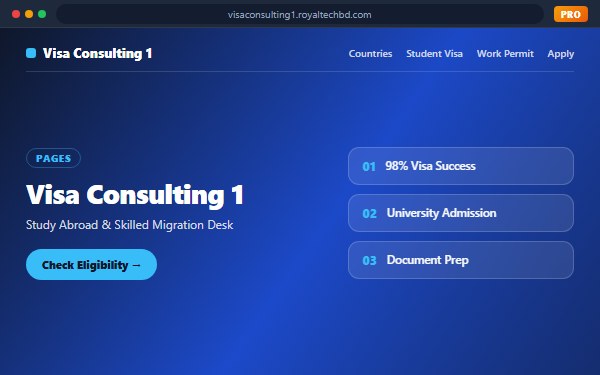 visaconsulting1.royaltechbd.com
PRO
Visa Consulting 1
Countries Student Visa Work Permit Apply
PAGES
Visa Consulting 1
Study Abroad & Skilled Migration Desk
Check Eligibility →
01 98% Visa Success
02 University Admission
03 Document Prep